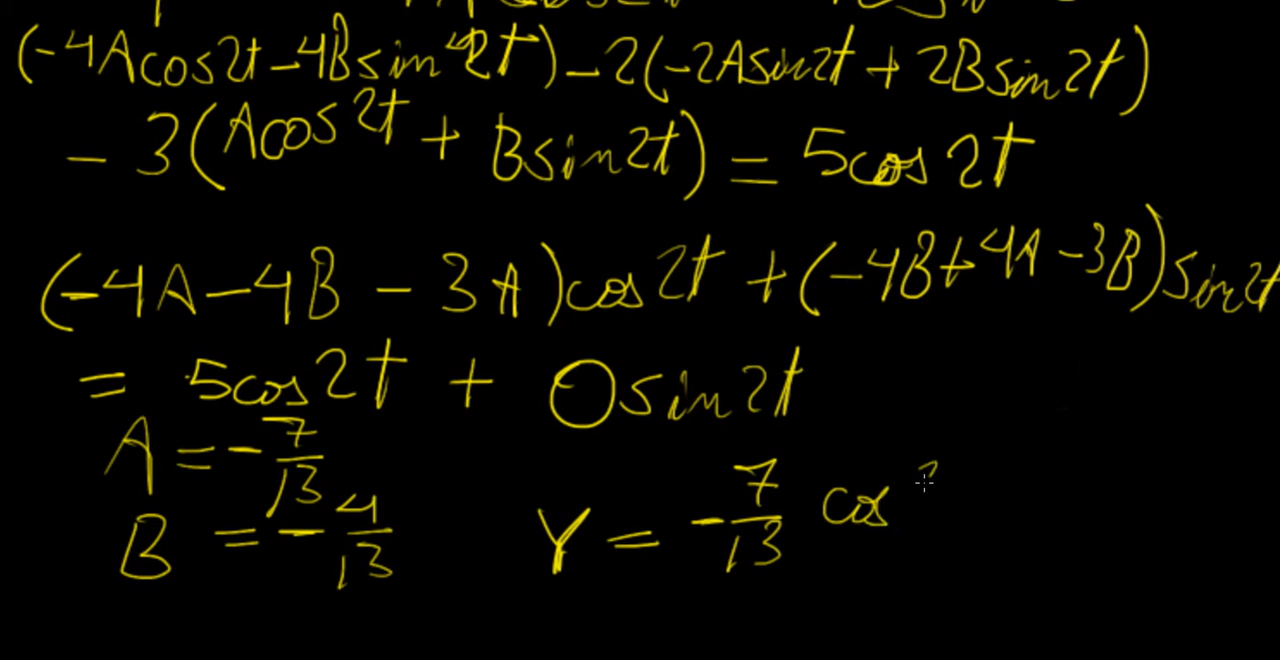 (-4Acos2t-4Bsin2t)-2(-2Asin2t+2Bsin2t)
-3(Acos2t+Bsin2t)=5cos2t
(-4A-4B-3A)cos2t+(-4B+4A-3B)sin2t
=5cos2t+0sin2t
A=-7/13
B=-4/13 Y=-7/13 cos